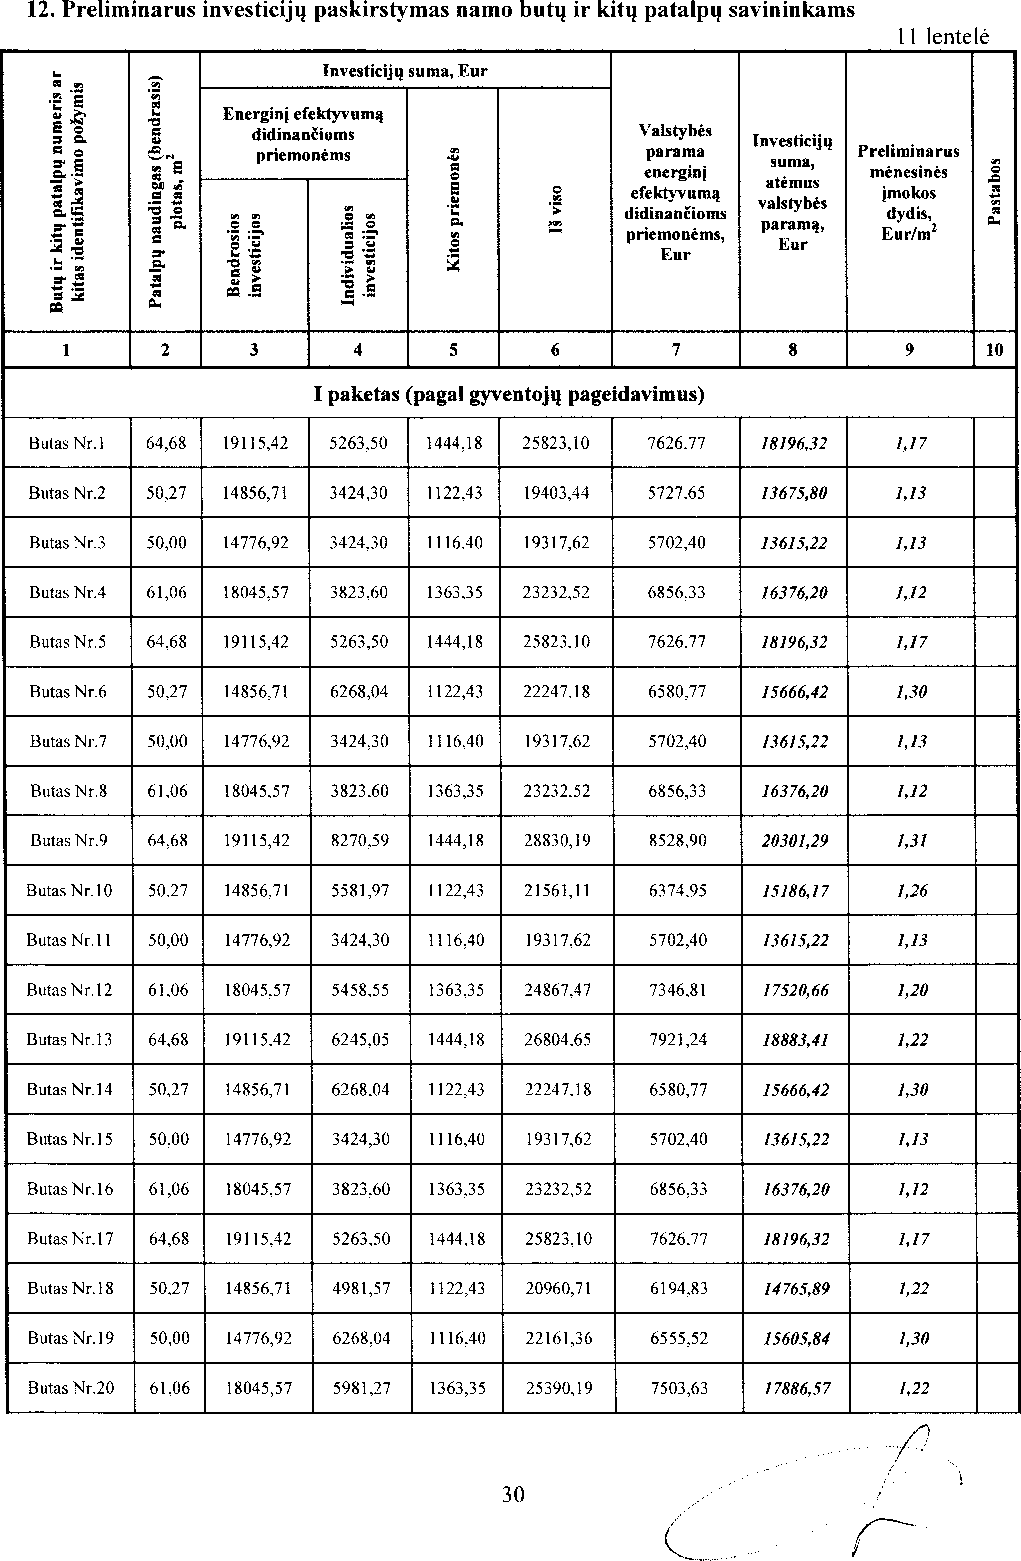 12. Preliminarus investicijų paskirstymas namo butų ir kitų patalpų savininkams
11 lentelė
Butų ir kitų patalpų numeris ar kitas identifikavimo požymis
Patalpų naudingas (bendrasis) plotas, m²
Investicijų suma, Eur
Energinį efektyvumą didinančioms priemonėms
Bendrosios investicijos
Individualios investicijos
Kitos priemonės
Iš viso
Valstybės parama energinį efektyvumą didinančioms priemonėms, Eur
Investicijų suma, atėmus valstybės paramą, Eur
Preliminarus mėnesinės įmokos dydis, Eur/m²
Pastabos
1 2 3 4 5 6 7 8 9 10
I paketas (pagal gyventojų pageidavimus)
Butas Nr.1 64,68 19115,42 5263,50 1444,18 25823,10 7626,77 18196,32 1,17
Butas Nr.2 50,27 14856,71 3424,30 1122,43 19403,44 5727,65 13675,80 1,13
Butas Nr.3 50,00 14776,92 3424,30 1116,40 19317,62 5702,40 13615,22 1,13
Butas Nr.4 61,06 18045,57 3823,60 1363,35 23232,52 6856,33 16376,20 1,12
Butas Nr.5 64,68 19115,42 5263,50 1444,18 25823,10 7626,77 18196,32 1,17
Butas Nr.6 50,27 14856,71 6268,04 1122,43 22247,18 6580,77 15666,42 1,30
Butas Nr.7 50,00 14776,92 3424,30 1116,40 19317,62 5702,40 13615,22 1,13
Butas Nr.8 61,06 18045,57 3823,60 1363,35 23232,52 6856,33 16376,20 1,12
Butas Nr.9 64,68 19115,42 8270,59 1444,18 28830,19 8528,90 20301,29 1,31
Butas Nr.10 50,27 14856,71 5581,97 1122,43 21561,11 6374,95 15186,17 1,26
Butas Nr.11 50,00 14776,92 3424,30 1116,40 19317,62 5702,40 13615,22 1,13
Butas Nr.12 61,06 18045,57 5458,55 1363,35 24867,47 7346,81 17520,66 1,20
Butas Nr.13 64,68 19115,42 6245,05 1444,18 26804,65 7921,24 18883,41 1,22
Butas Nr.14 50,27 14856,71 6268,04 1122,43 22247,18 6580,77 15666,42 1,30
Butas Nr.15 50,00 14776,92 3424,30 1116,40 19317,62 5702,40 13615,22 1,13
Butas Nr.16 61,06 18045,57 3823,60 1363,35 23232,52 6856,33 16376,20 1,12
Butas Nr.17 64,68 19115,42 5263,50 1444,18 25823,10 7626,77 18196,32 1,17
Butas Nr.18 50,27 14856,71 4981,57 1122,43 20960,71 6194,83 14765,89 1,22
Butas Nr.19 50,00 14776,92 6268,04 1116,40 22161,36 6555,52 15605,84 1,30
Butas Nr.20 61,06 18045,57 5981,27 1363,35 25390,19 7503,63 17886,57 1,22
30